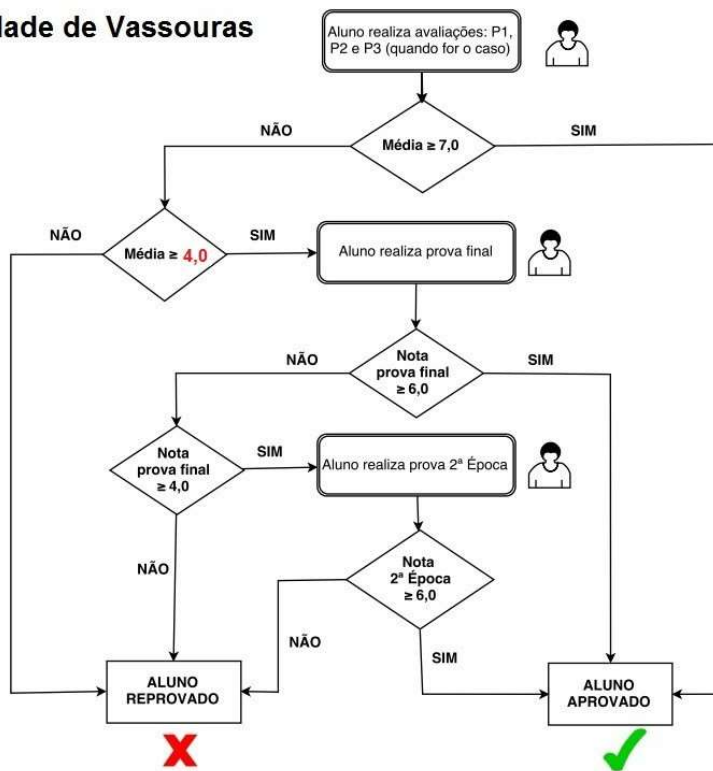 de Vassouras
Aluno realiza avaliações: P1,
P2 e P3 (quando for o caso)
NÃO
SIM
Média ≥ 7,0
NÃO
SIM
Média ≥ 4,0
Aluno realiza prova final
NÃO
SIM
Nota
prova final
≥ 6,0
Nota
prova final
≥ 4,0
SIM
Aluno realiza prova 2ª Época
NÃO
Nota
2ª Época
≥ 6,0
NÃO
SIM
ALUNO
REPROVADO
ALUNO
APROVADO